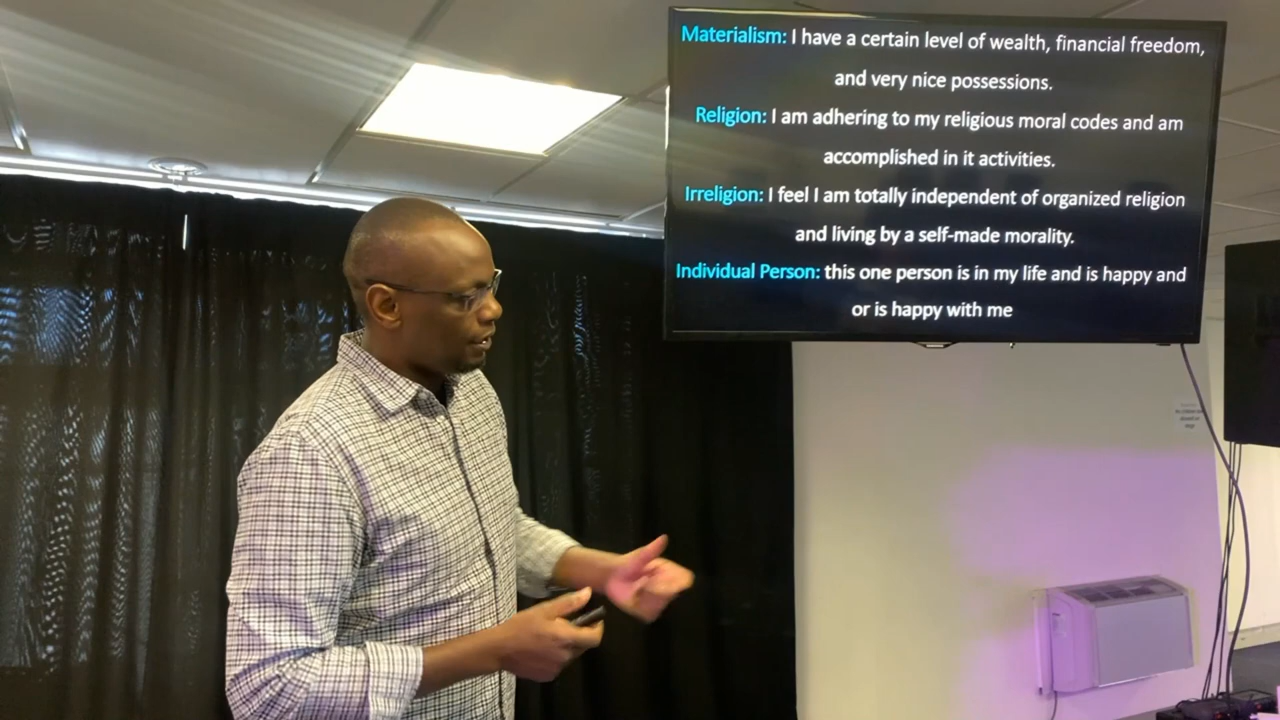 Materialism: I have a certain level of wealth, financial freedom,
and very nice possessions.
Religion: I am adhering to my religious moral codes and am
accomplished in it activities.
Irreligion: I feel I am totally independent of organized religion
and living by a self-made morality.
Individual Person: this one person is in my life and is happy and
or is happy with me